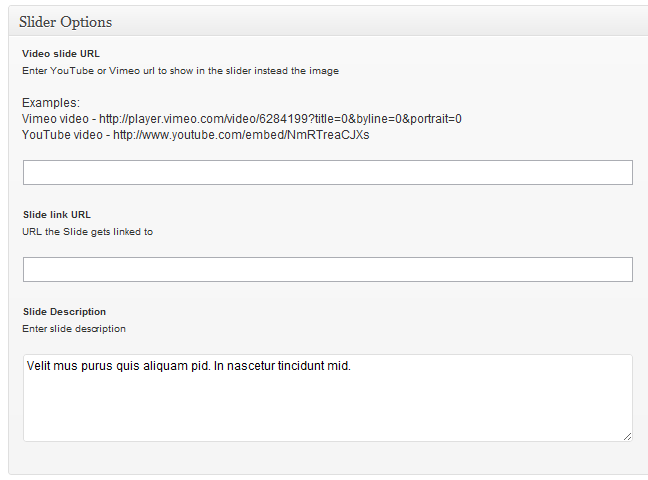 Slider Options
Video slide URL
Enter YouTube or Vimeo url to show in the slider instead the image
Examples:
Vimeo video - http://player.vimeo.com/video/6284199?title=0&byline=0&portrait=0
YouTube video - http://www.youtube.com/embed/NmRTreaCJXs
Slide link URL
URL the Slide gets linked to
Slide Description
Enter slide description
Velit mus purus quis aliquam pid. In nascetur tincidunt mid.